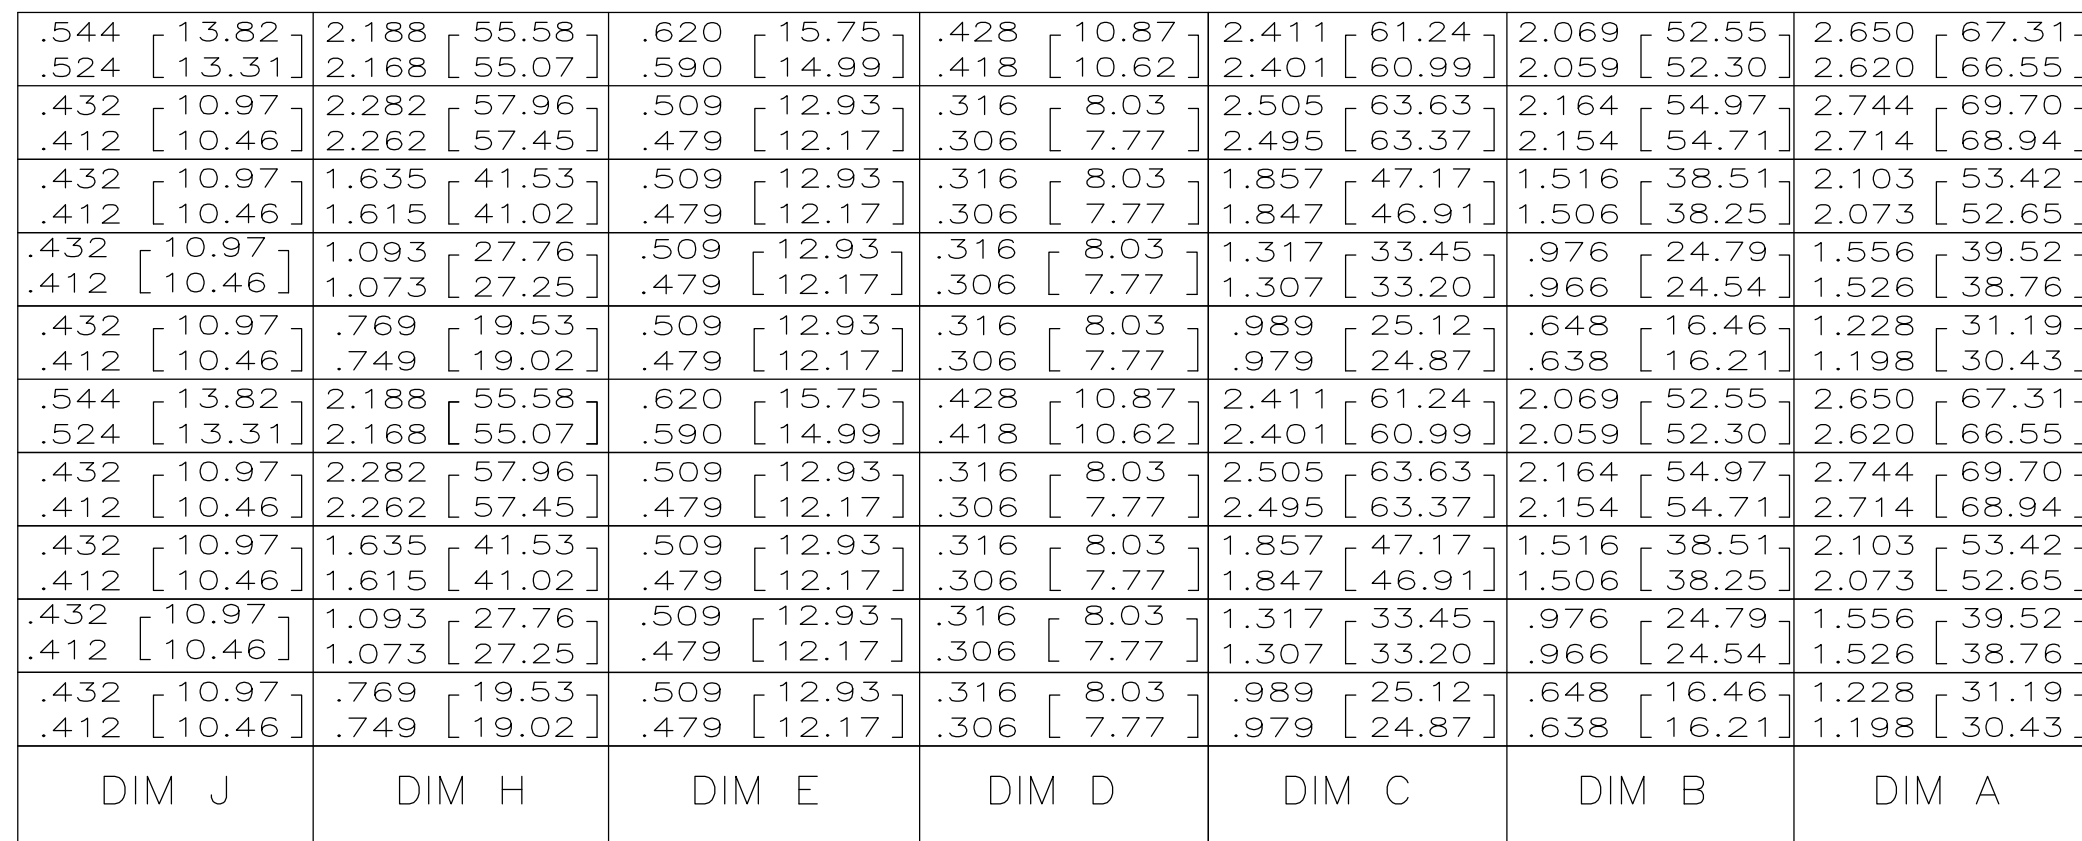 .544 [13.82] 2.188 [55.58] .620 [15.75] .428 [10.87] 2.411 [61.24] 2.069 [52.55] 2.650 [67.31
.524 [13.31] 2.168 [55.07] .590 [14.99] .418 [10.62] 2.401 [60.99] 2.059 [52.30] 2.620 [66.55
.432 [10.97] 2.282 [57.96] .509 [12.93] .316 [8.03] 2.505 [63.63] 2.164 [54.97] 2.744 [69.70
.412 [10.46] 2.262 [57.45] .479 [12.17] .306 [7.77] 2.495 [63.37] 2.154 [54.71] 2.714 [68.94
.432 [10.97] 1.635 [41.53] .509 [12.93] .316 [8.03] 1.857 [47.17] 1.516 [38.51] 2.103 [53.42
.412 [10.46] 1.615 [41.02] .479 [12.17] .306 [7.77] 1.847 [46.91] 1.506 [38.25] 2.073 [52.65
.432 [10.97] 1.093 [27.76] .509 [12.93] .316 [8.03] 1.317 [33.45] .976 [24.79] 1.556 [39.52
.412 [10.46] 1.073 [27.25] .479 [12.17] .306 [7.77] 1.307 [33.20] .966 [24.54] 1.526 [38.76
.432 [10.97] .769 [19.53] .509 [12.93] .316 [8.03] .989 [25.12] .648 [16.46] 1.228 [31.19
.412 [10.46] .749 [19.02] .479 [12.17] .306 [7.77] .979 [24.87] .638 [16.21] 1.198 [30.43
.544 [13.82] 2.188 [55.58] .620 [15.75] .428 [10.87] 2.411 [61.24] 2.069 [52.55] 2.650 [67.31
.524 [13.31] 2.168 [55.07] .590 [14.99] .418 [10.62] 2.401 [60.99] 2.059 [52.30] 2.620 [66.55
.432 [10.97] 2.282 [57.96] .509 [12.93] .316 [8.03] 2.505 [63.63] 2.164 [54.97] 2.744 [69.70
.412 [10.46] 2.262 [57.45] .479 [12.17] .306 [7.77] 2.495 [63.37] 2.154 [54.71] 2.714 [68.94
.432 [10.97] 1.635 [41.53] .509 [12.93] .316 [8.03] 1.857 [47.17] 1.516 [38.51] 2.103 [53.42
.412 [10.46] 1.615 [41.02] .479 [12.17] .306 [7.77] 1.847 [46.91] 1.506 [38.25] 2.073 [52.65
.432 [10.97] 1.093 [27.76] .509 [12.93] .316 [8.03] 1.317 [33.45] .976 [24.79] 1.556 [39.52
.412 [10.46] 1.073 [27.25] .479 [12.17] .306 [7.77] 1.307 [33.20] .966 [24.54] 1.526 [38.76
.432 [10.97] .769 [19.53] .509 [12.93] .316 [8.03] .989 [25.12] .648 [16.46] 1.228 [31.19
.412 [10.46] .749 [19.02] .479 [12.17] .306 [7.77] .979 [24.87] .638 [16.21] 1.198 [30.43
DIM J DIM H DIM E DIM D DIM C DIM B DIM A